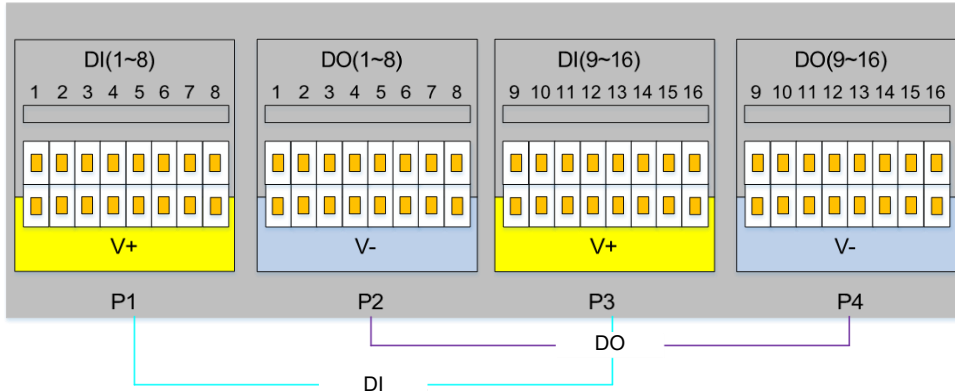 DI(1~8) DO(1~8) DI(9~16) DO(9~16)
1 2 3 4 5 6 7 8 1 2 3 4 5 6 7 8 9 10 11 12 13 14 15 16 9 10 11 12 13 14 15 16
V+ V- V+ V-
P1 P2 P3 P4
DO
DI